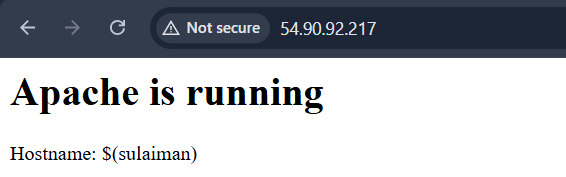 Not secure 54.90.92.217
Apache is running
Hostname: $(sulaiman)